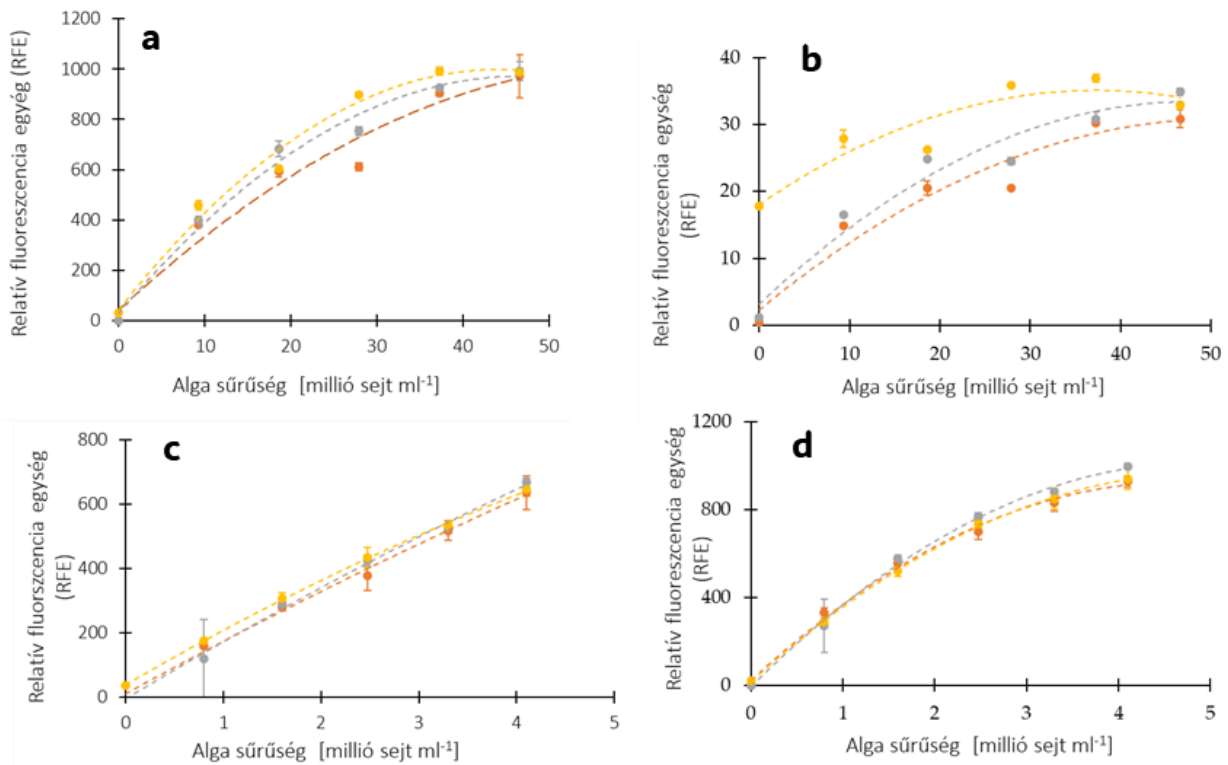 a
Relatív fluoreszcencia egyég (RFE)
1200
1000
800
600
400
200
0
0 10 20 30 40 50
Alga sűrűség [millió sejt ml⁻¹]
b
Relatív fluoreszcencia egység
(RFE)
40
30
20
10
0
0 10 20 30 40 50
Alga sűrűség [millió sejt ml⁻¹]
c
Relatív fluorszcencia egység
(RFE)
800
600
400
200
0
0 1 2 3 4 5
Alga sűrűség [millió sejt ml⁻¹]
d
Relatív fluoreszcencia egység
(RFE)
1200
800
400
0
0 1 2 3 4 5
Alga sűrűség [millió sejt ml⁻¹]